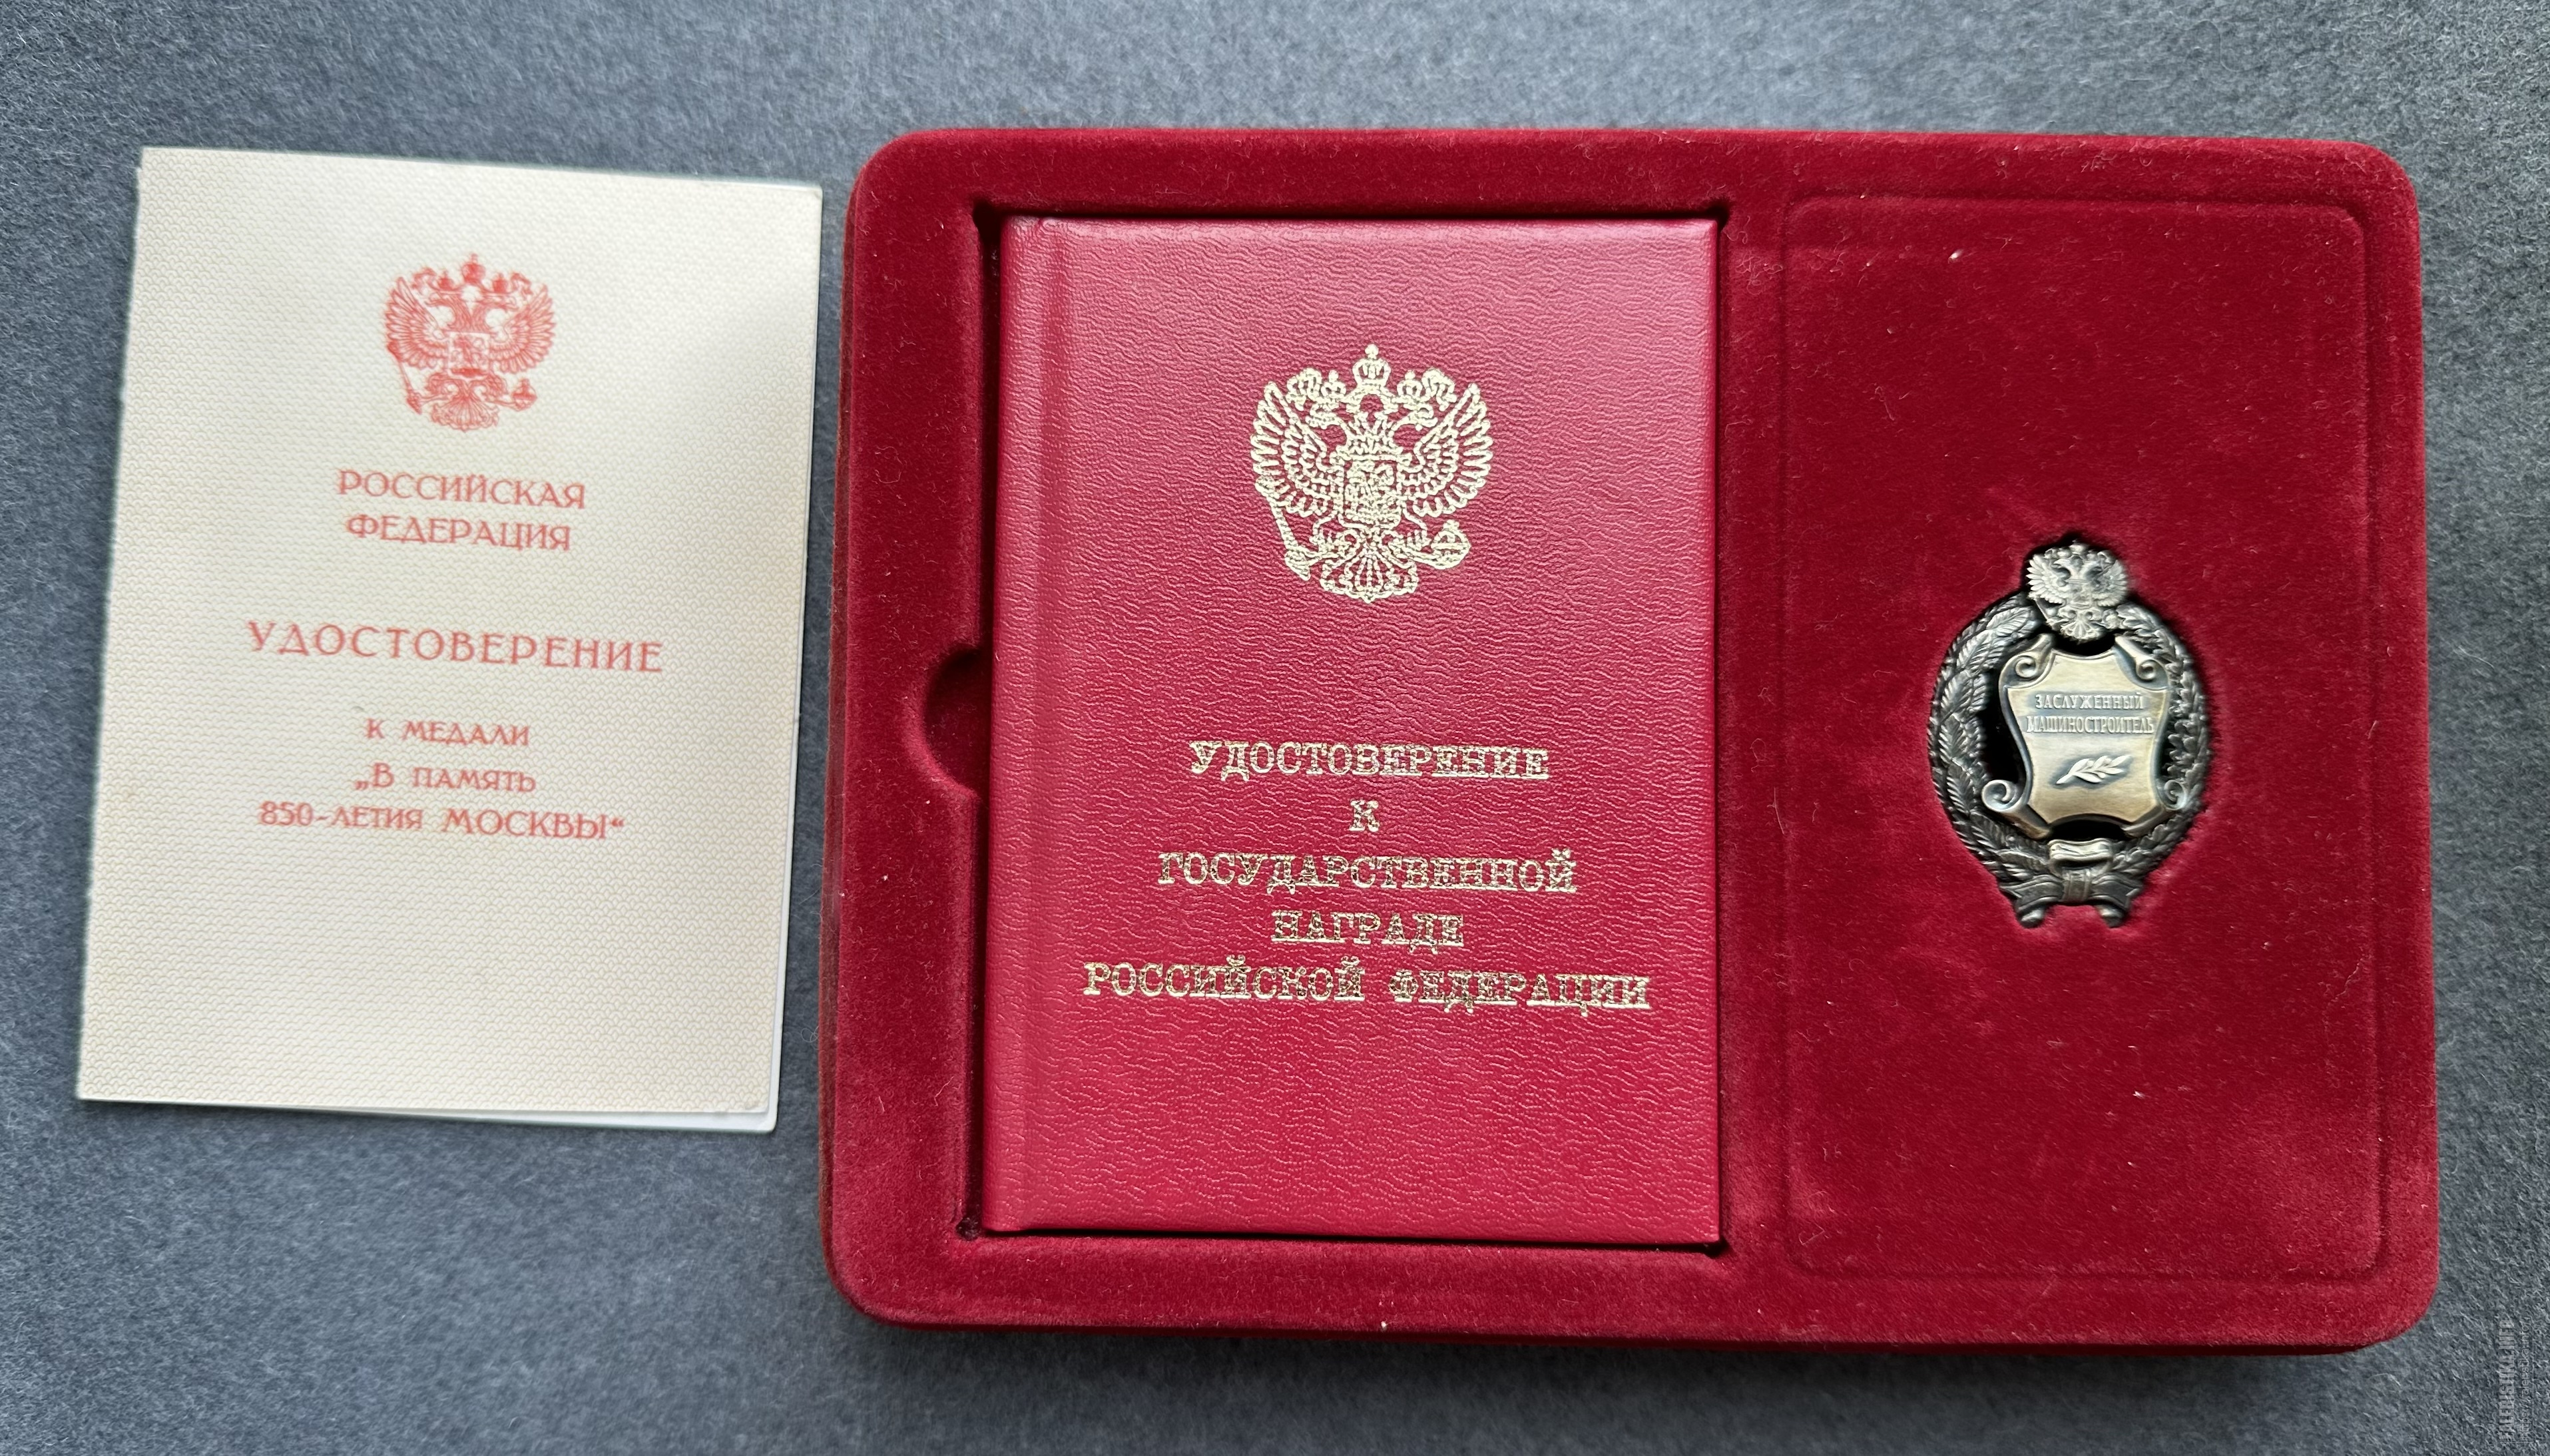 РОССИЙСКАЯ
ФЕДЕРАЦИЯ
УДОСТОВЕРЕНИЕ
К МЕДАЛИ
„В ПАМЯТЬ
850-ЛЕТИЯ МОСКВЫ“
УДОСТОВЕРЕНИЕ
К
ГОСУДАРСТВЕННОЙ
НАГРАДЕ
РОССИЙСКОЙ ФЕДЕРАЦИИ
ЗАСЛУЖЕННЫЙ
МАШИНОСТРОИТЕЛЬ